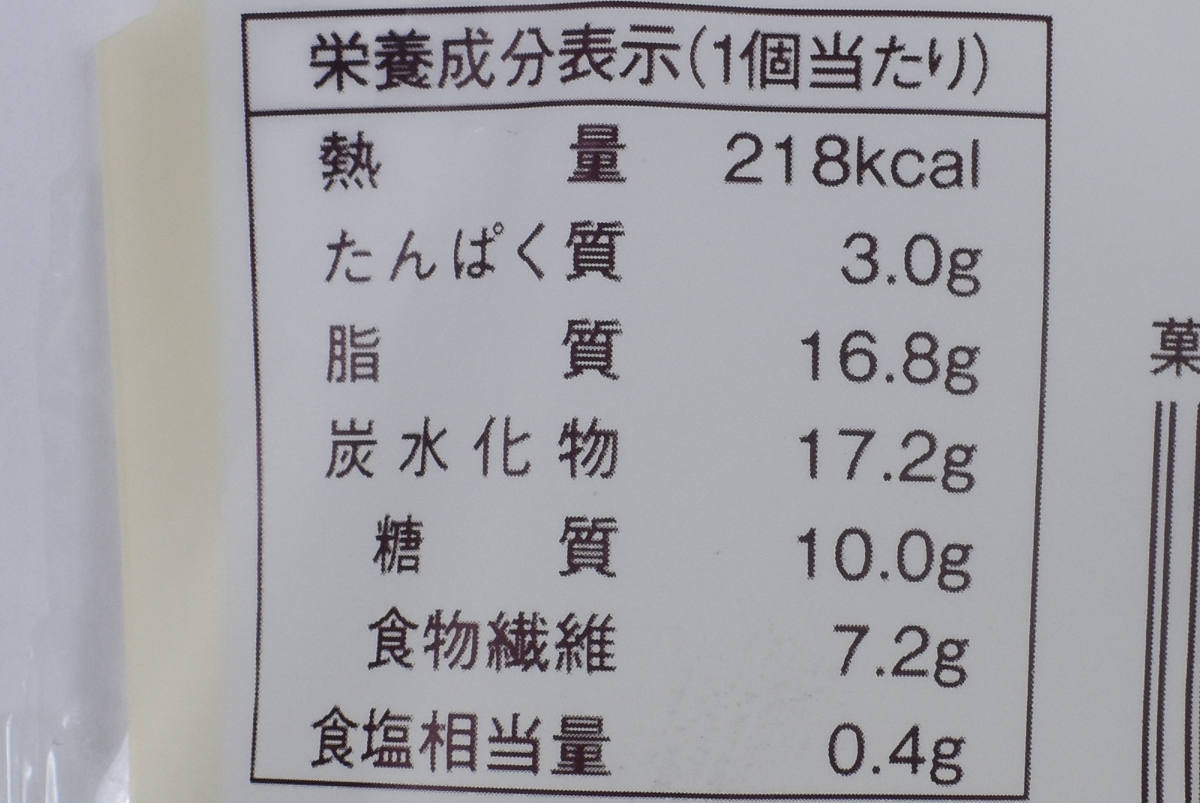 栄養成分表示(1個当たり)
熱量 218kcal
たんぱく質 3.0g
脂質 16.8g
炭水化物 17.2g
糖質 10.0g
食物繊維 7.2g
食塩相当量 0.4g
菓